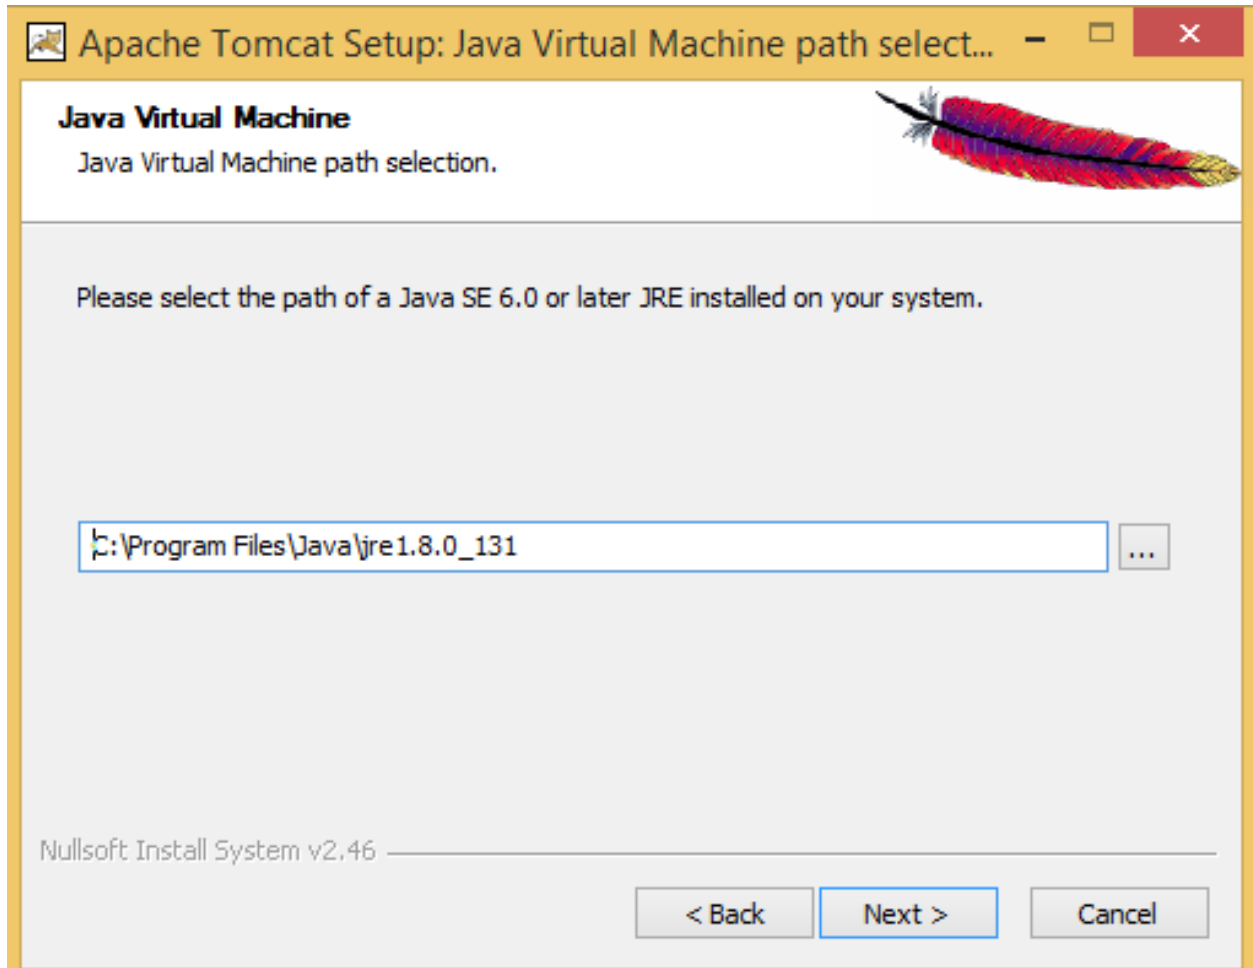 Apache Tomcat Setup: Java Virtual Machine path select...
Java Virtual Machine
Java Virtual Machine path selection.
Please select the path of a Java SE 6.0 or later JRE installed on your system.
C:\Program Files\Java\jre1.8.0_131
...
Nullsoft Install System v2.46
< Back
Next >
Cancel